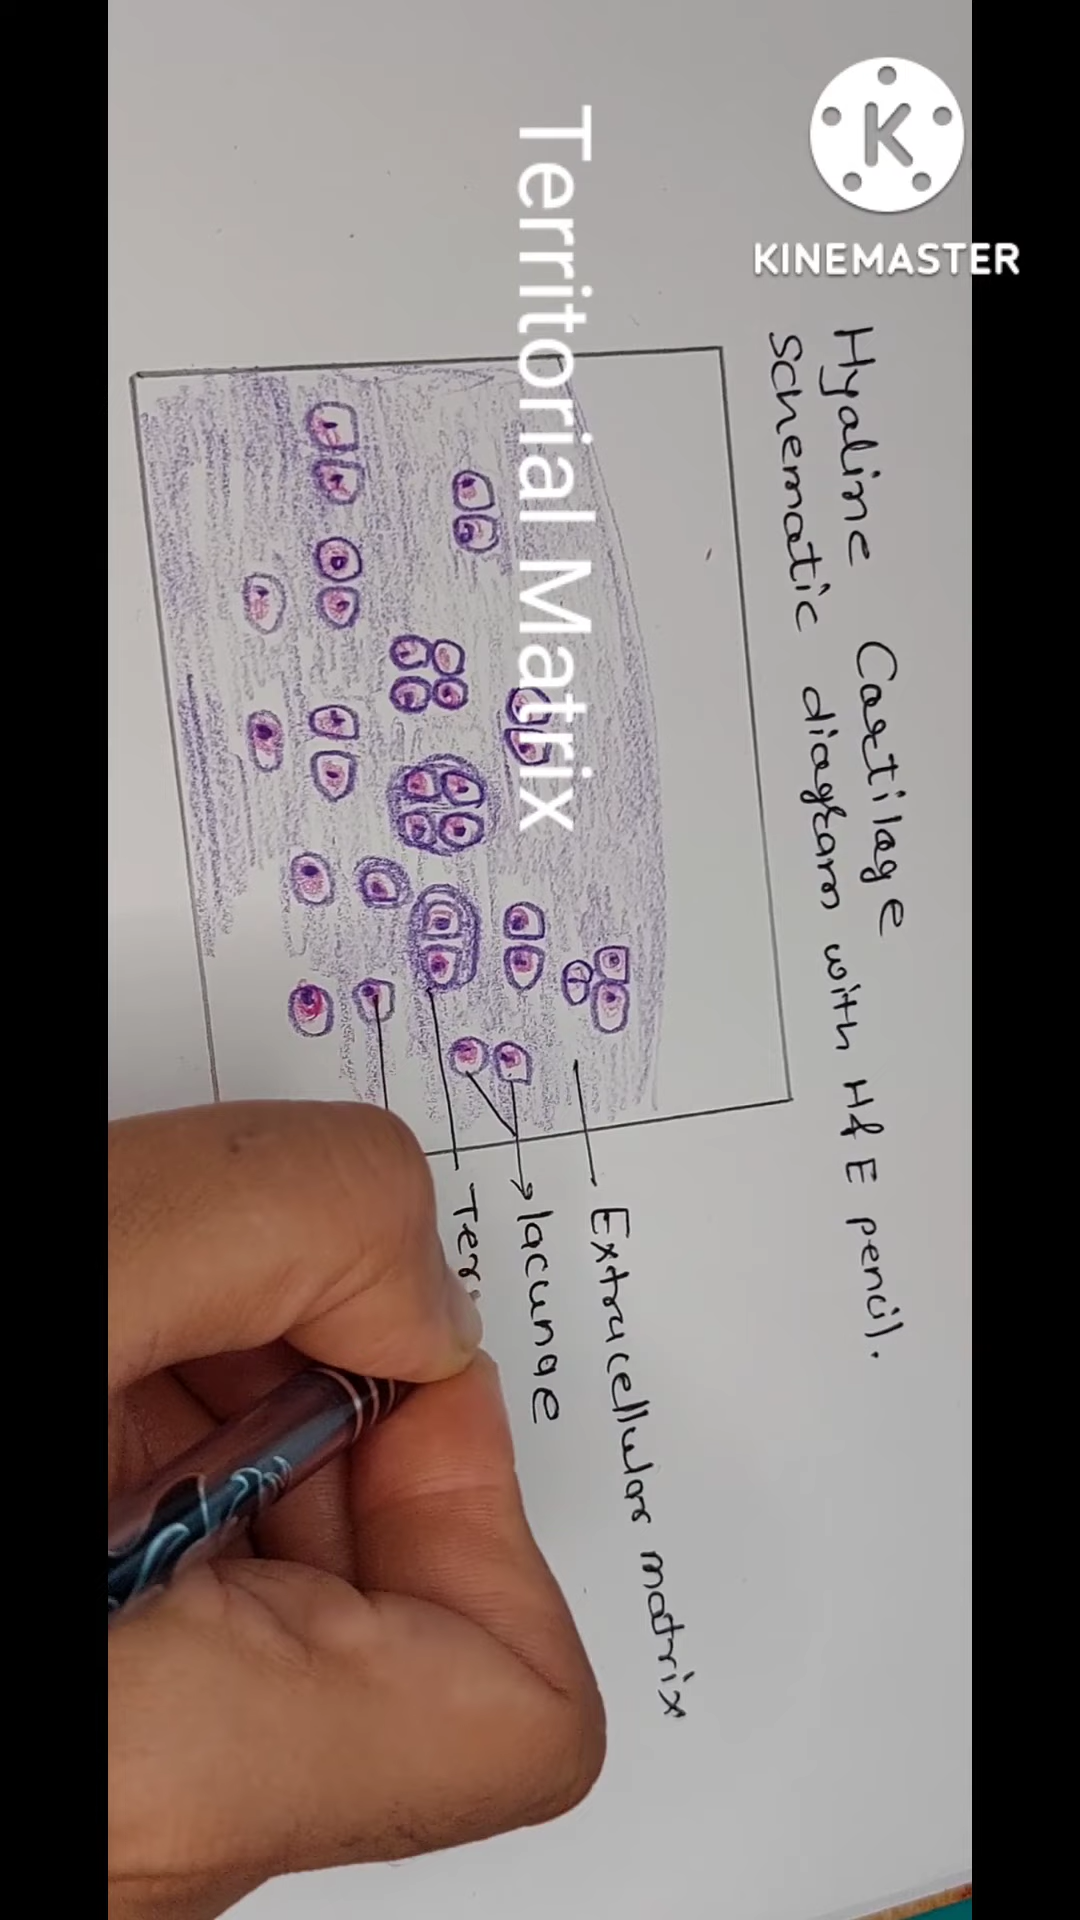 KINEMASTER
Hyaline Cartilage
Schematic diagram with H& E pencil.
Territorial Matrix
Extracellular matrix
lacunae
Ter